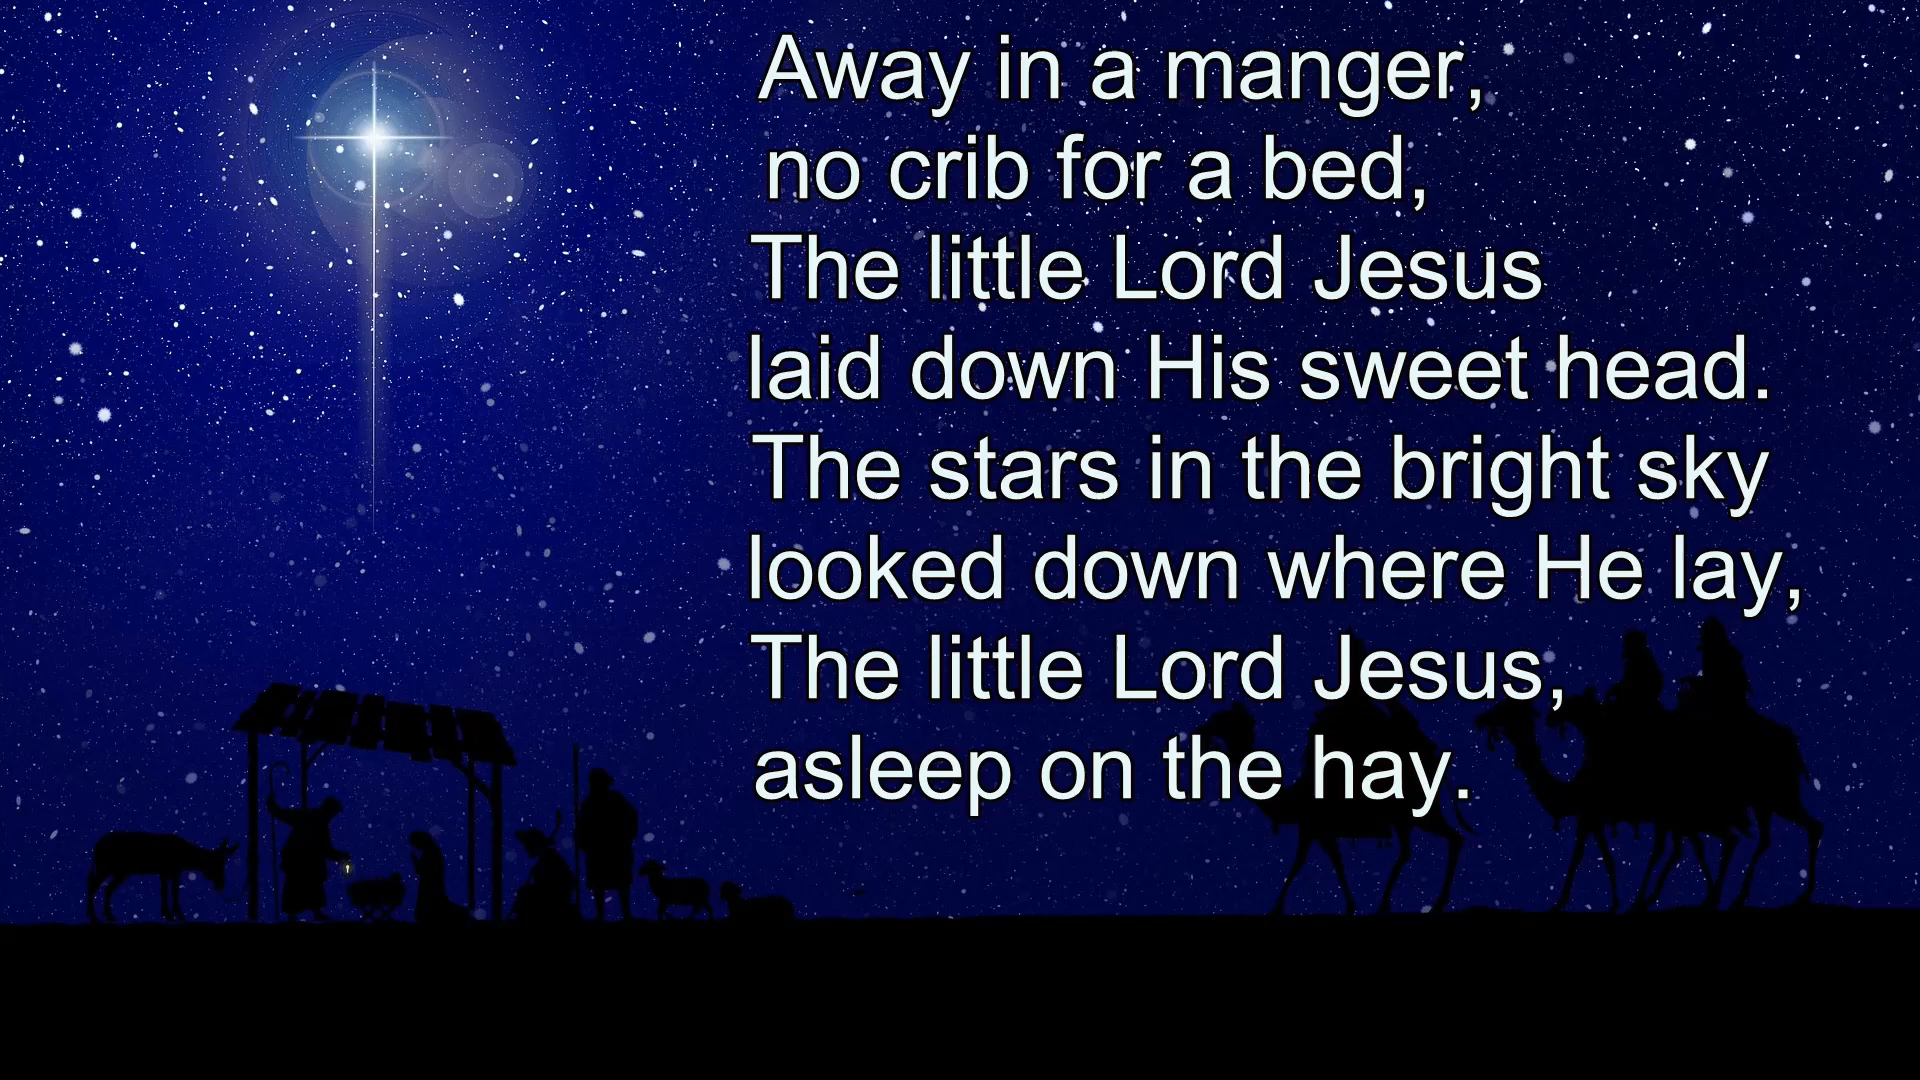 Away in a manger,
no crib for a bed,
The little Lord Jesus
laid down His sweet head.
The stars in the bright sky
looked down where He lay,
The little Lord Jesus,
asleep on the hay.